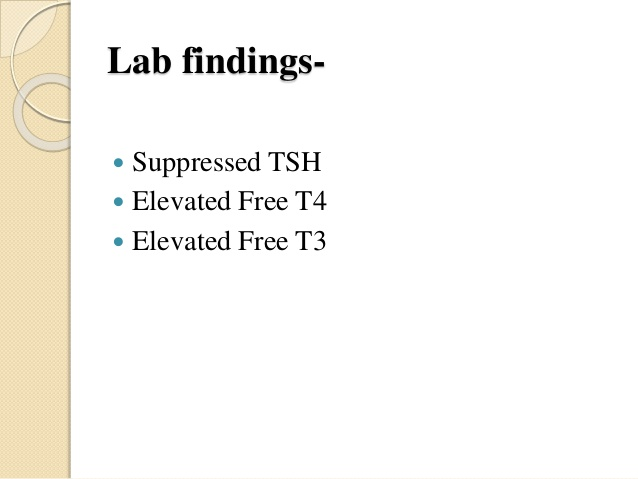 Lab findings-
• Suppressed TSH
• Elevated Free T4
• Elevated Free T3